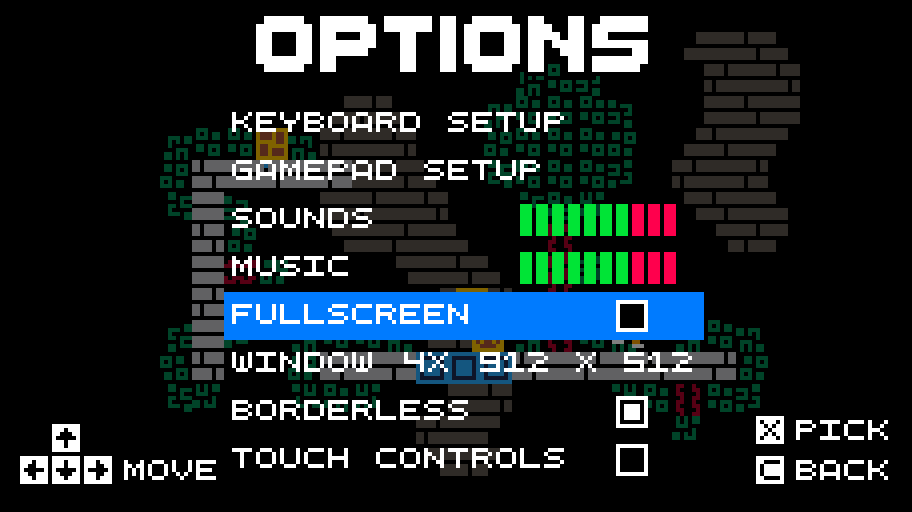 OPTIONS
KEYBOARD SETUP
GAMEPAD SETUP
SOUNDS
MUSIC
FULLSCREEN
WINDOW 4X 912 X 512
BORDERLESS
TOUCH CONTROLS
MOVE
X PICK
C BACK